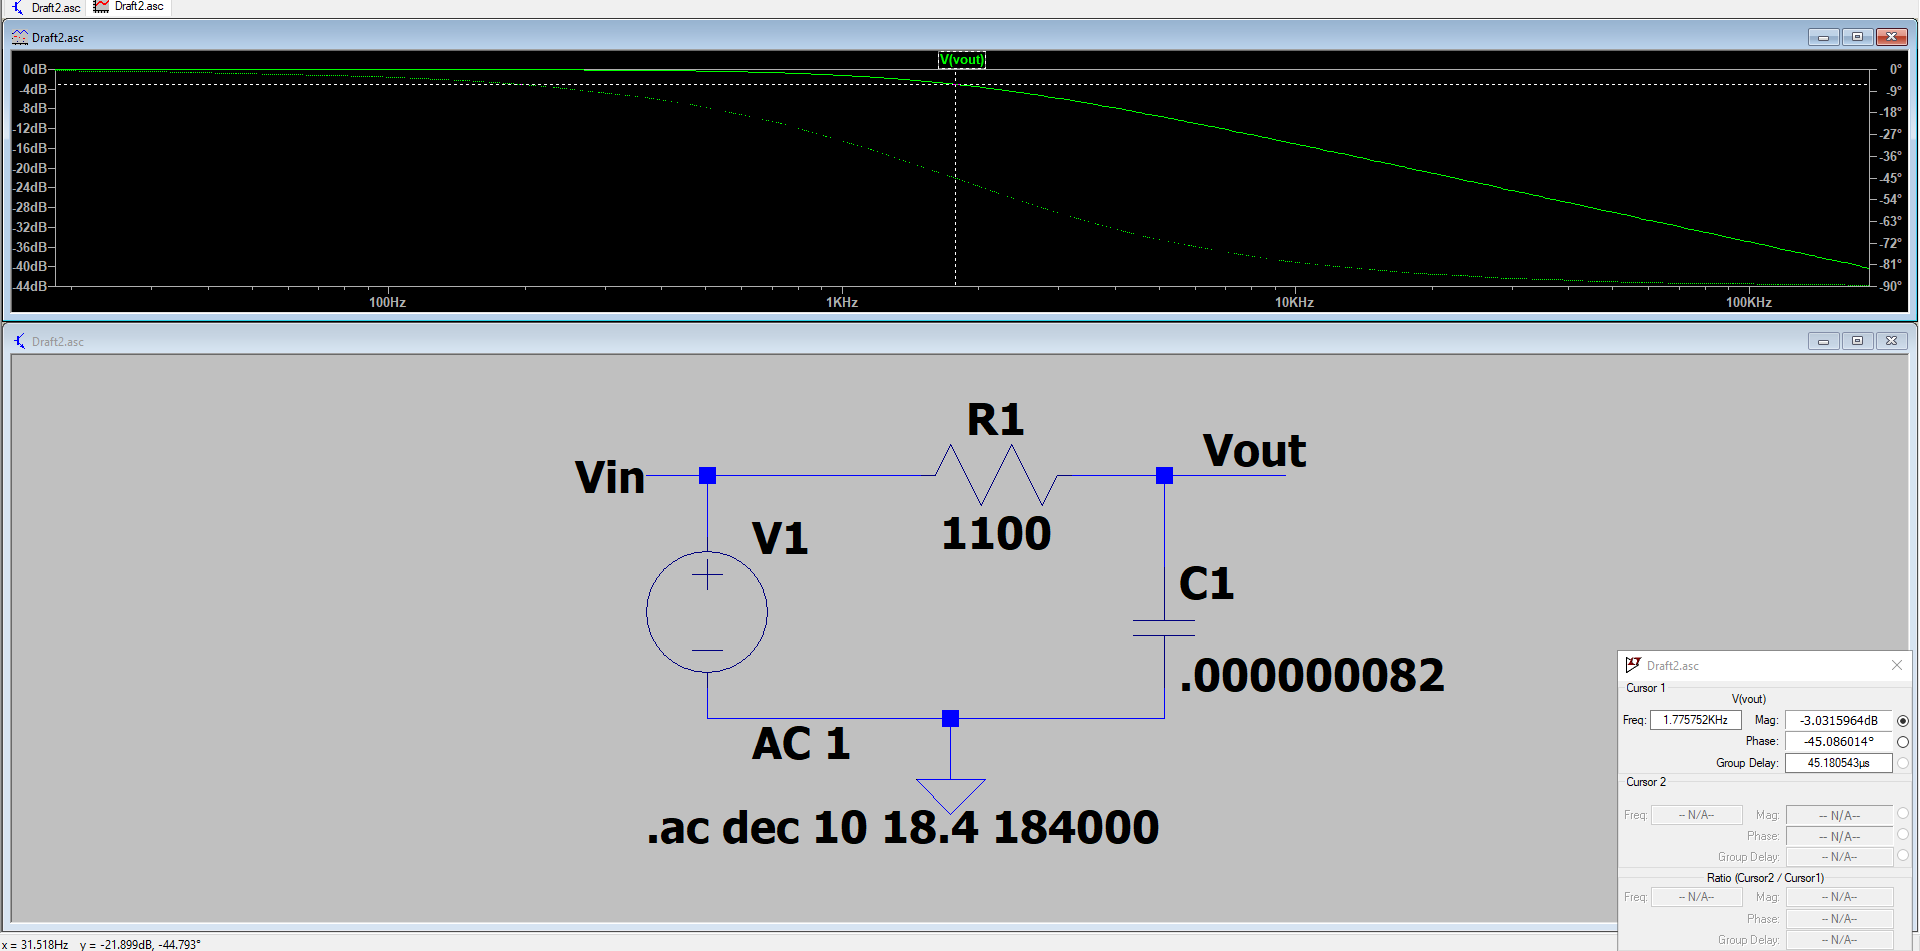 Draft2.asc Draft2.asc
Draft2.asc
V(vout)
0dB 0°
-4dB -9°
-8dB -18°
-12dB -27°
-16dB -36°
-20dB -45°
-24dB -54°
-28dB -63°
-32dB -72°
-36dB -81°
-40dB -90°
-44dB
100Hz 1KHz 10KHz 100KHz
Draft2.asc
R1
Vin Vout
1100
V1
C1
.000000082
AC 1
.ac dec 10 18.4 184000
Draft2.asc
Cursor 1
V(vout)
Freq: 1.775752KHz Mag: -3.0315964dB
Phase: -45.086014°
Group Delay: 45.180543µs
Cursor 2
Freq: -- N/A-- Mag: -- N/A--
Phase: -- N/A--
Group Delay: -- N/A--
Ratio (Cursor2 / Cursor1)
Freq: -- N/A-- Mag: -- N/A--
Phase: -- N/A--
Group Delay: -- N/A--
x = 31.518Hz y = -21.899dB, -44.793°